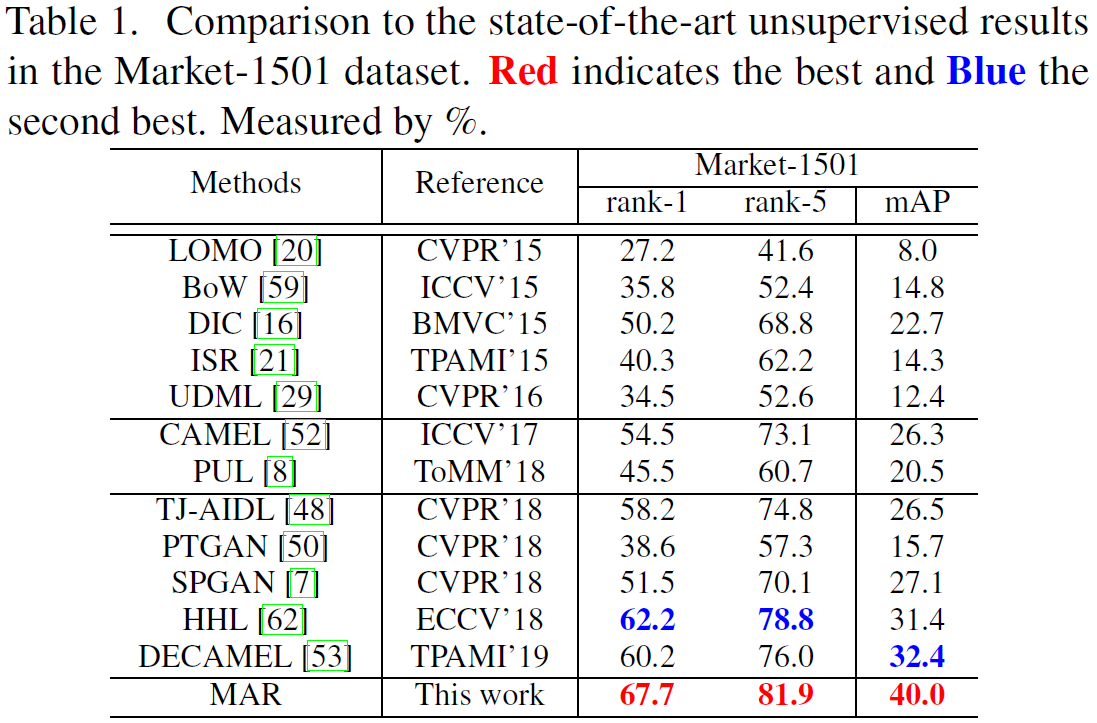 Table 1. Comparison to the state-of-the-art unsupervised results
in the Market-1501 dataset. Red indicates the best and Blue the
second best. Measured by %.
Methods Reference Market-1501
rank-1 rank-5 mAP
LOMO [20] CVPR’15 27.2 41.6 8.0
BoW [59] ICCV’15 35.8 52.4 14.8
DIC [16] BMVC’15 50.2 68.8 22.7
ISR [21] TPAMI’15 40.3 62.2 14.3
UDML [29] CVPR’16 34.5 52.6 12.4
CAMEL [52] ICCV’17 54.5 73.1 26.3
PUL [8] ToMM’18 45.5 60.7 20.5
TJ-AIDL [48] CVPR’18 58.2 74.8 26.5
PTGAN [50] CVPR’18 38.6 57.3 15.7
SPGAN [7] CVPR’18 51.5 70.1 27.1
HHL [62] ECCV’18 62.2 78.8 31.4
DECAMEL [53] TPAMI’19 60.2 76.0 32.4
MAR This work 67.7 81.9 40.0